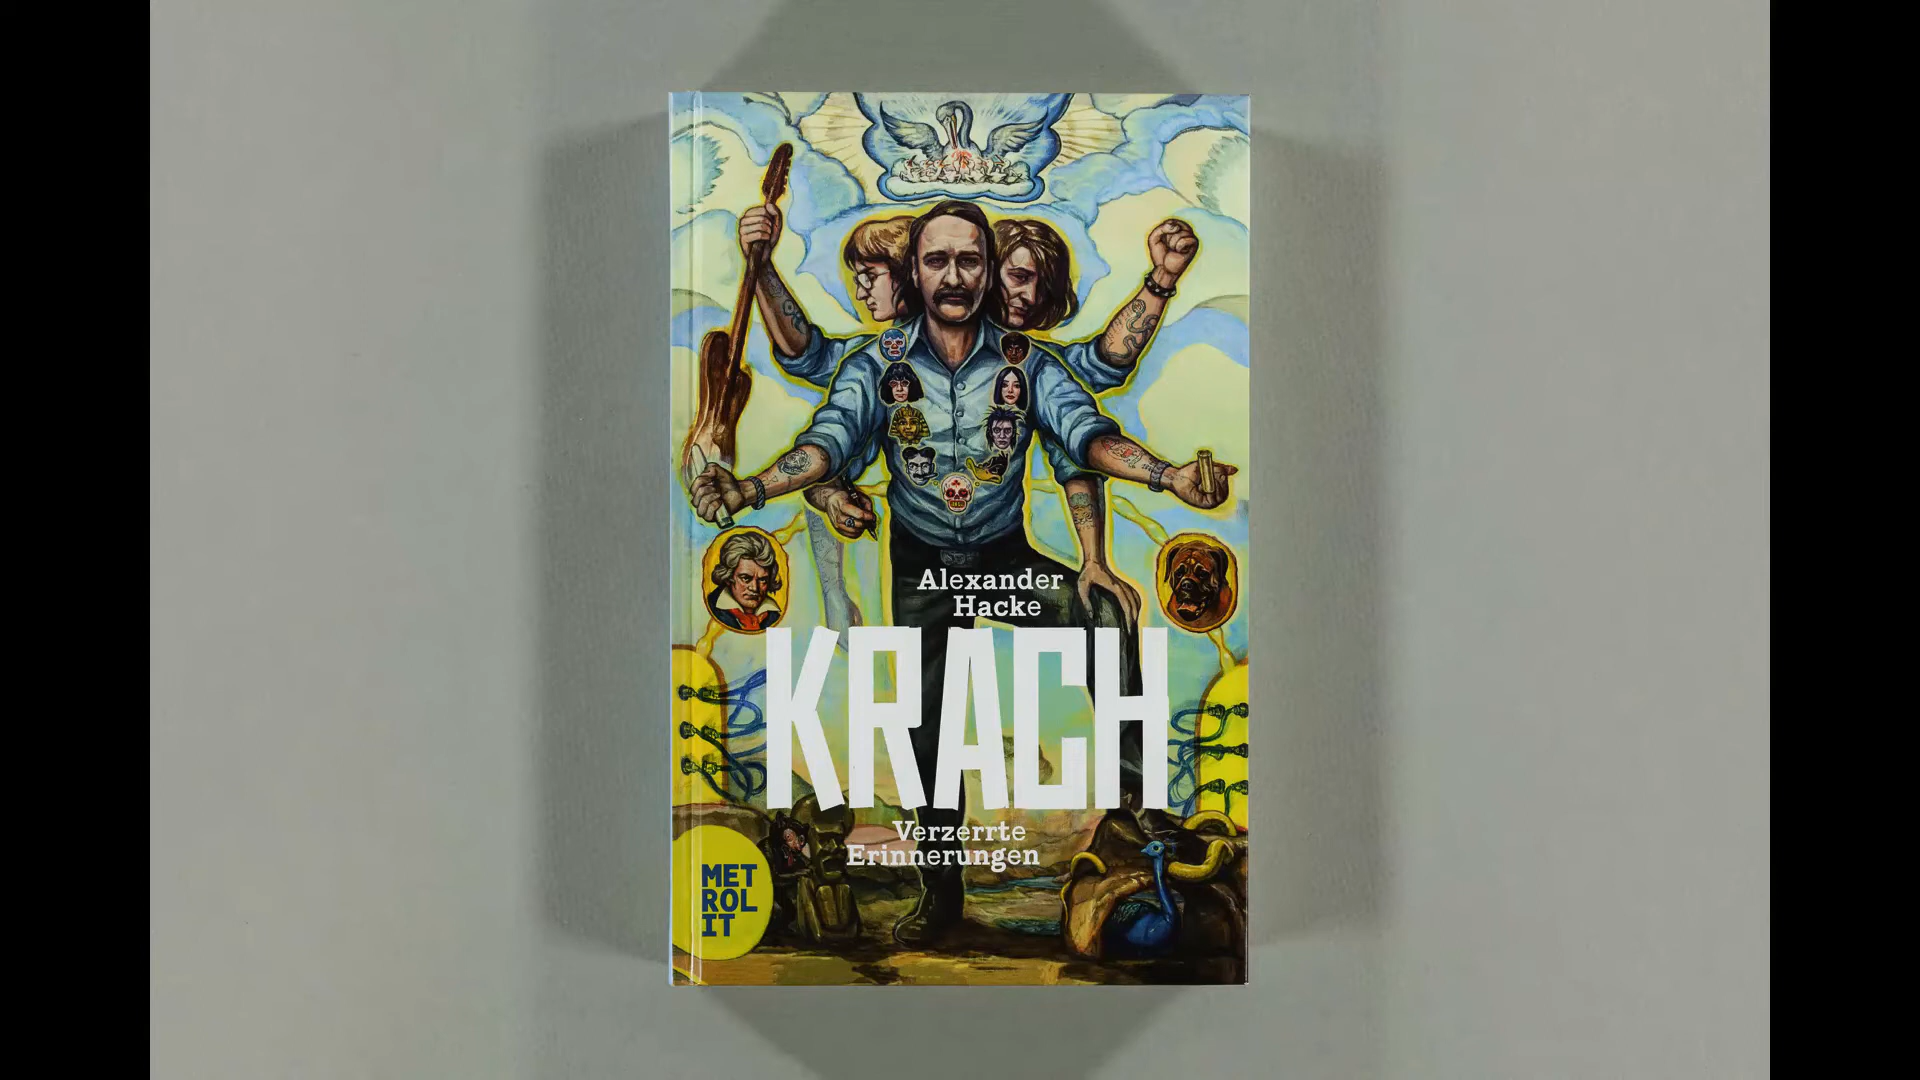 Alexander
Hacke
KRACH
Verzerrte
Erinnerungen
MET
ROL
IT